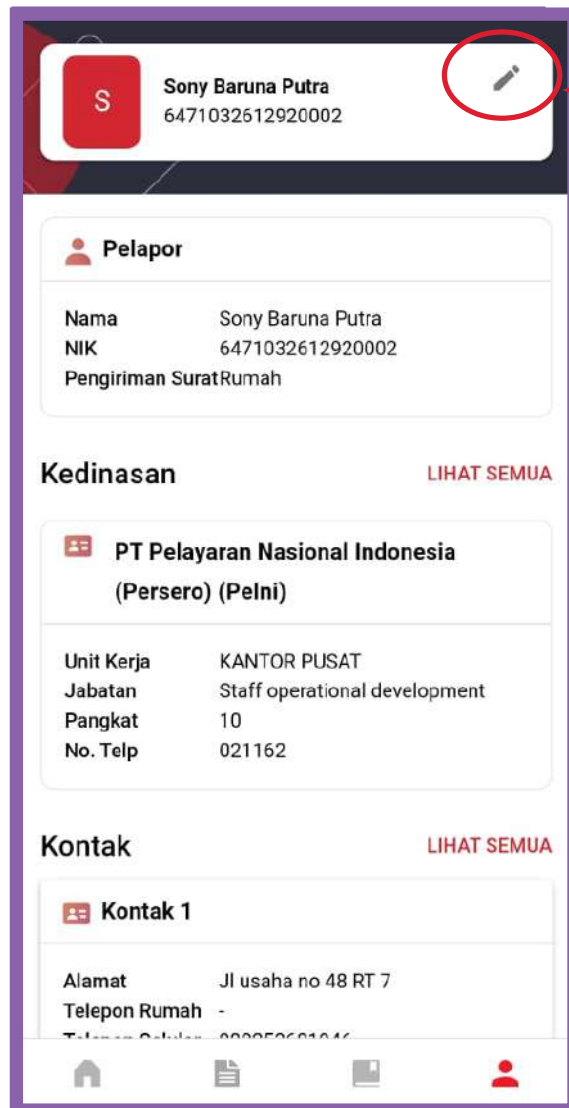 S
Sony Baruna Putra
6471032612920002
Pelapor
Nama Sony Baruna Putra
NIK 6471032612920002
Pengiriman Surat Rumah
Kedinasan LIHAT SEMUA
PT Pelayaran Nasional Indonesia
(Persero) (Pelni)
Unit Kerja KANTOR PUSAT
Jabatan Staff operational development
Pangkat 10
No. Telp 021162
Kontak LIHAT SEMUA
Kontak 1
Alamat Jl usaha no 48 RT 7
Telepon Rumah -